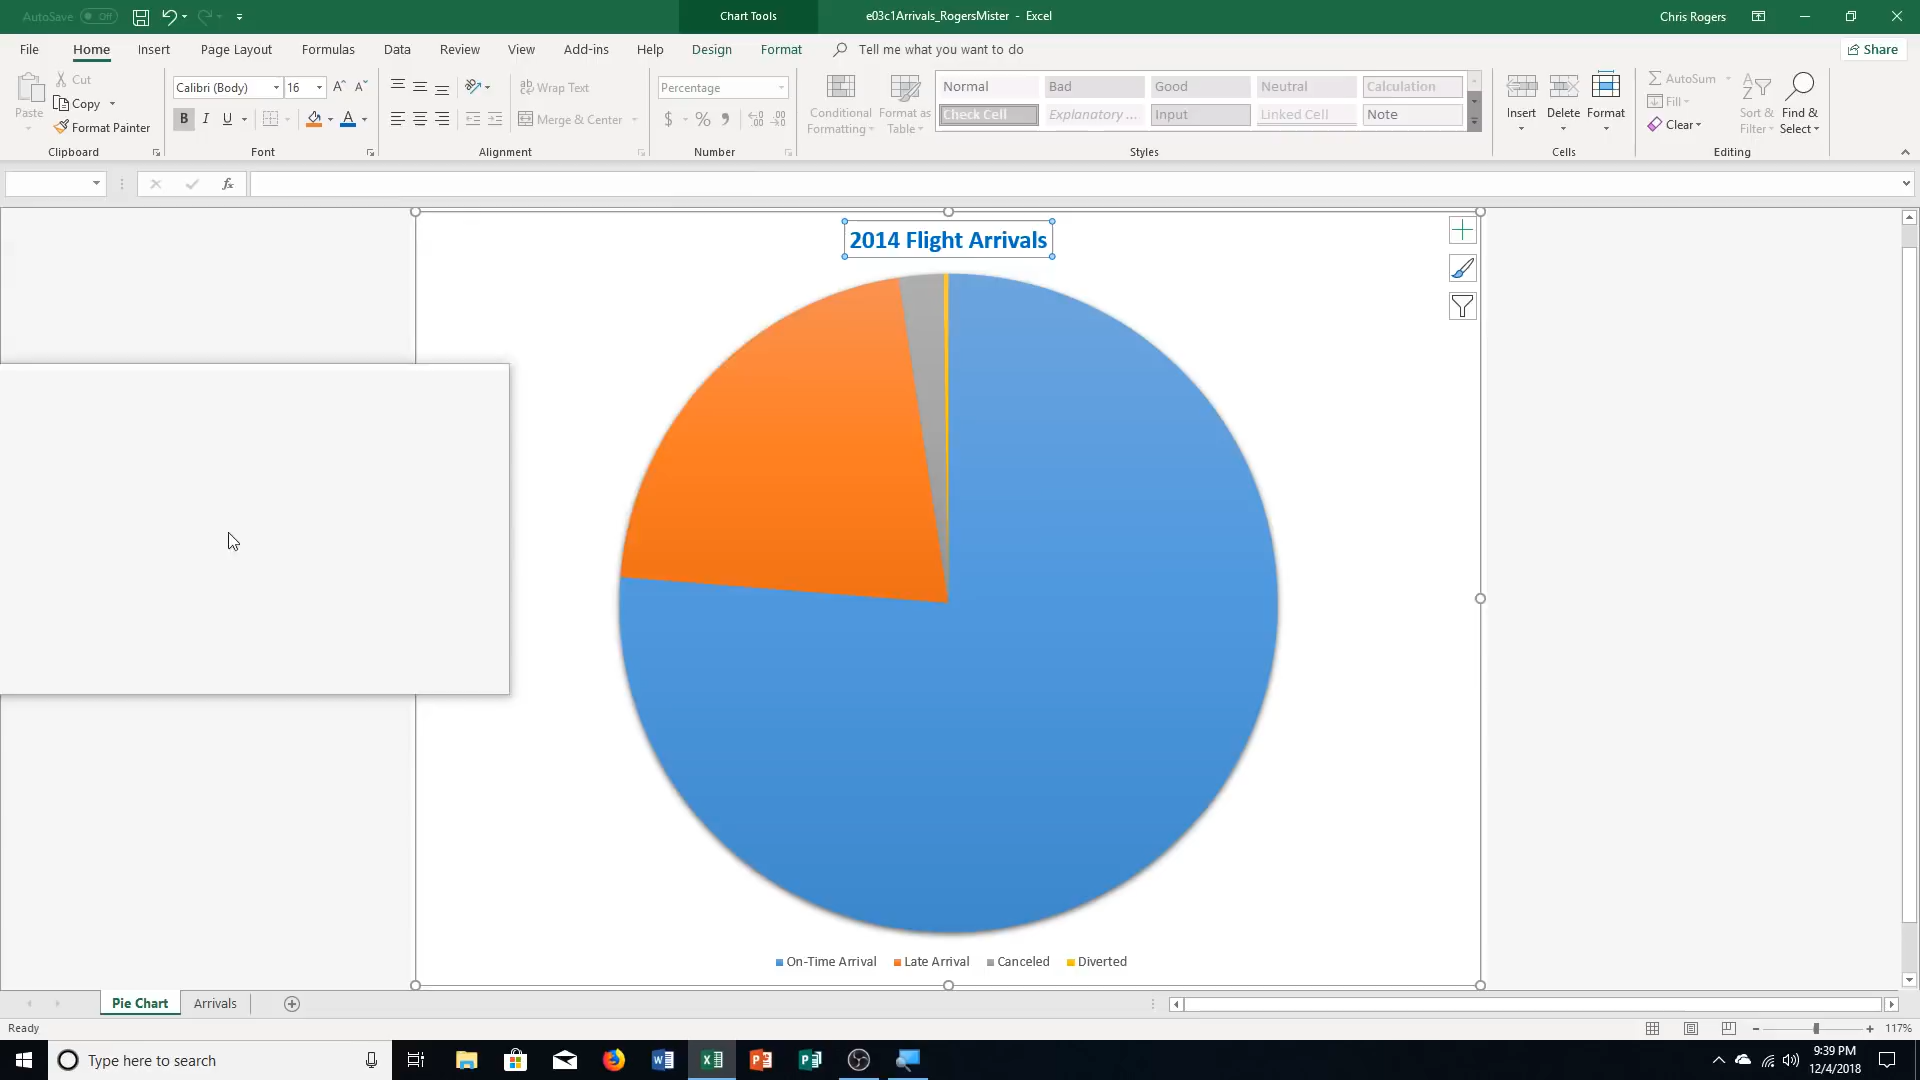 AutoSave Off
Chart Tools
e03c1Arrivals_RogersMister - Excel
Chris Rogers
File Home Insert Page Layout Formulas Data Review View Add-ins Help Design Format Tell me what you want to do Share
Paste
Cut
Copy
Format Painter
Clipboard
Calibri (Body) 16
B I U A
Font
ab Wrap Text
Merge & Center
Alignment
Percentage
$ % ,
Number
Conditional Formatting
Format as Table
Normal Bad Good Neutral Calculation
Check Cell Explanatory ... Input Linked Cell Note
Styles
Insert Delete Format
Cells
AutoSum
Fill
Clear
Sort & Filter
Find & Select
Editing
fx
2014 Flight Arrivals
On-Time Arrival Late Arrival Canceled Diverted
Pie Chart Arrivals
Ready
117%
Type here to search
9:39 PM
12/4/2018